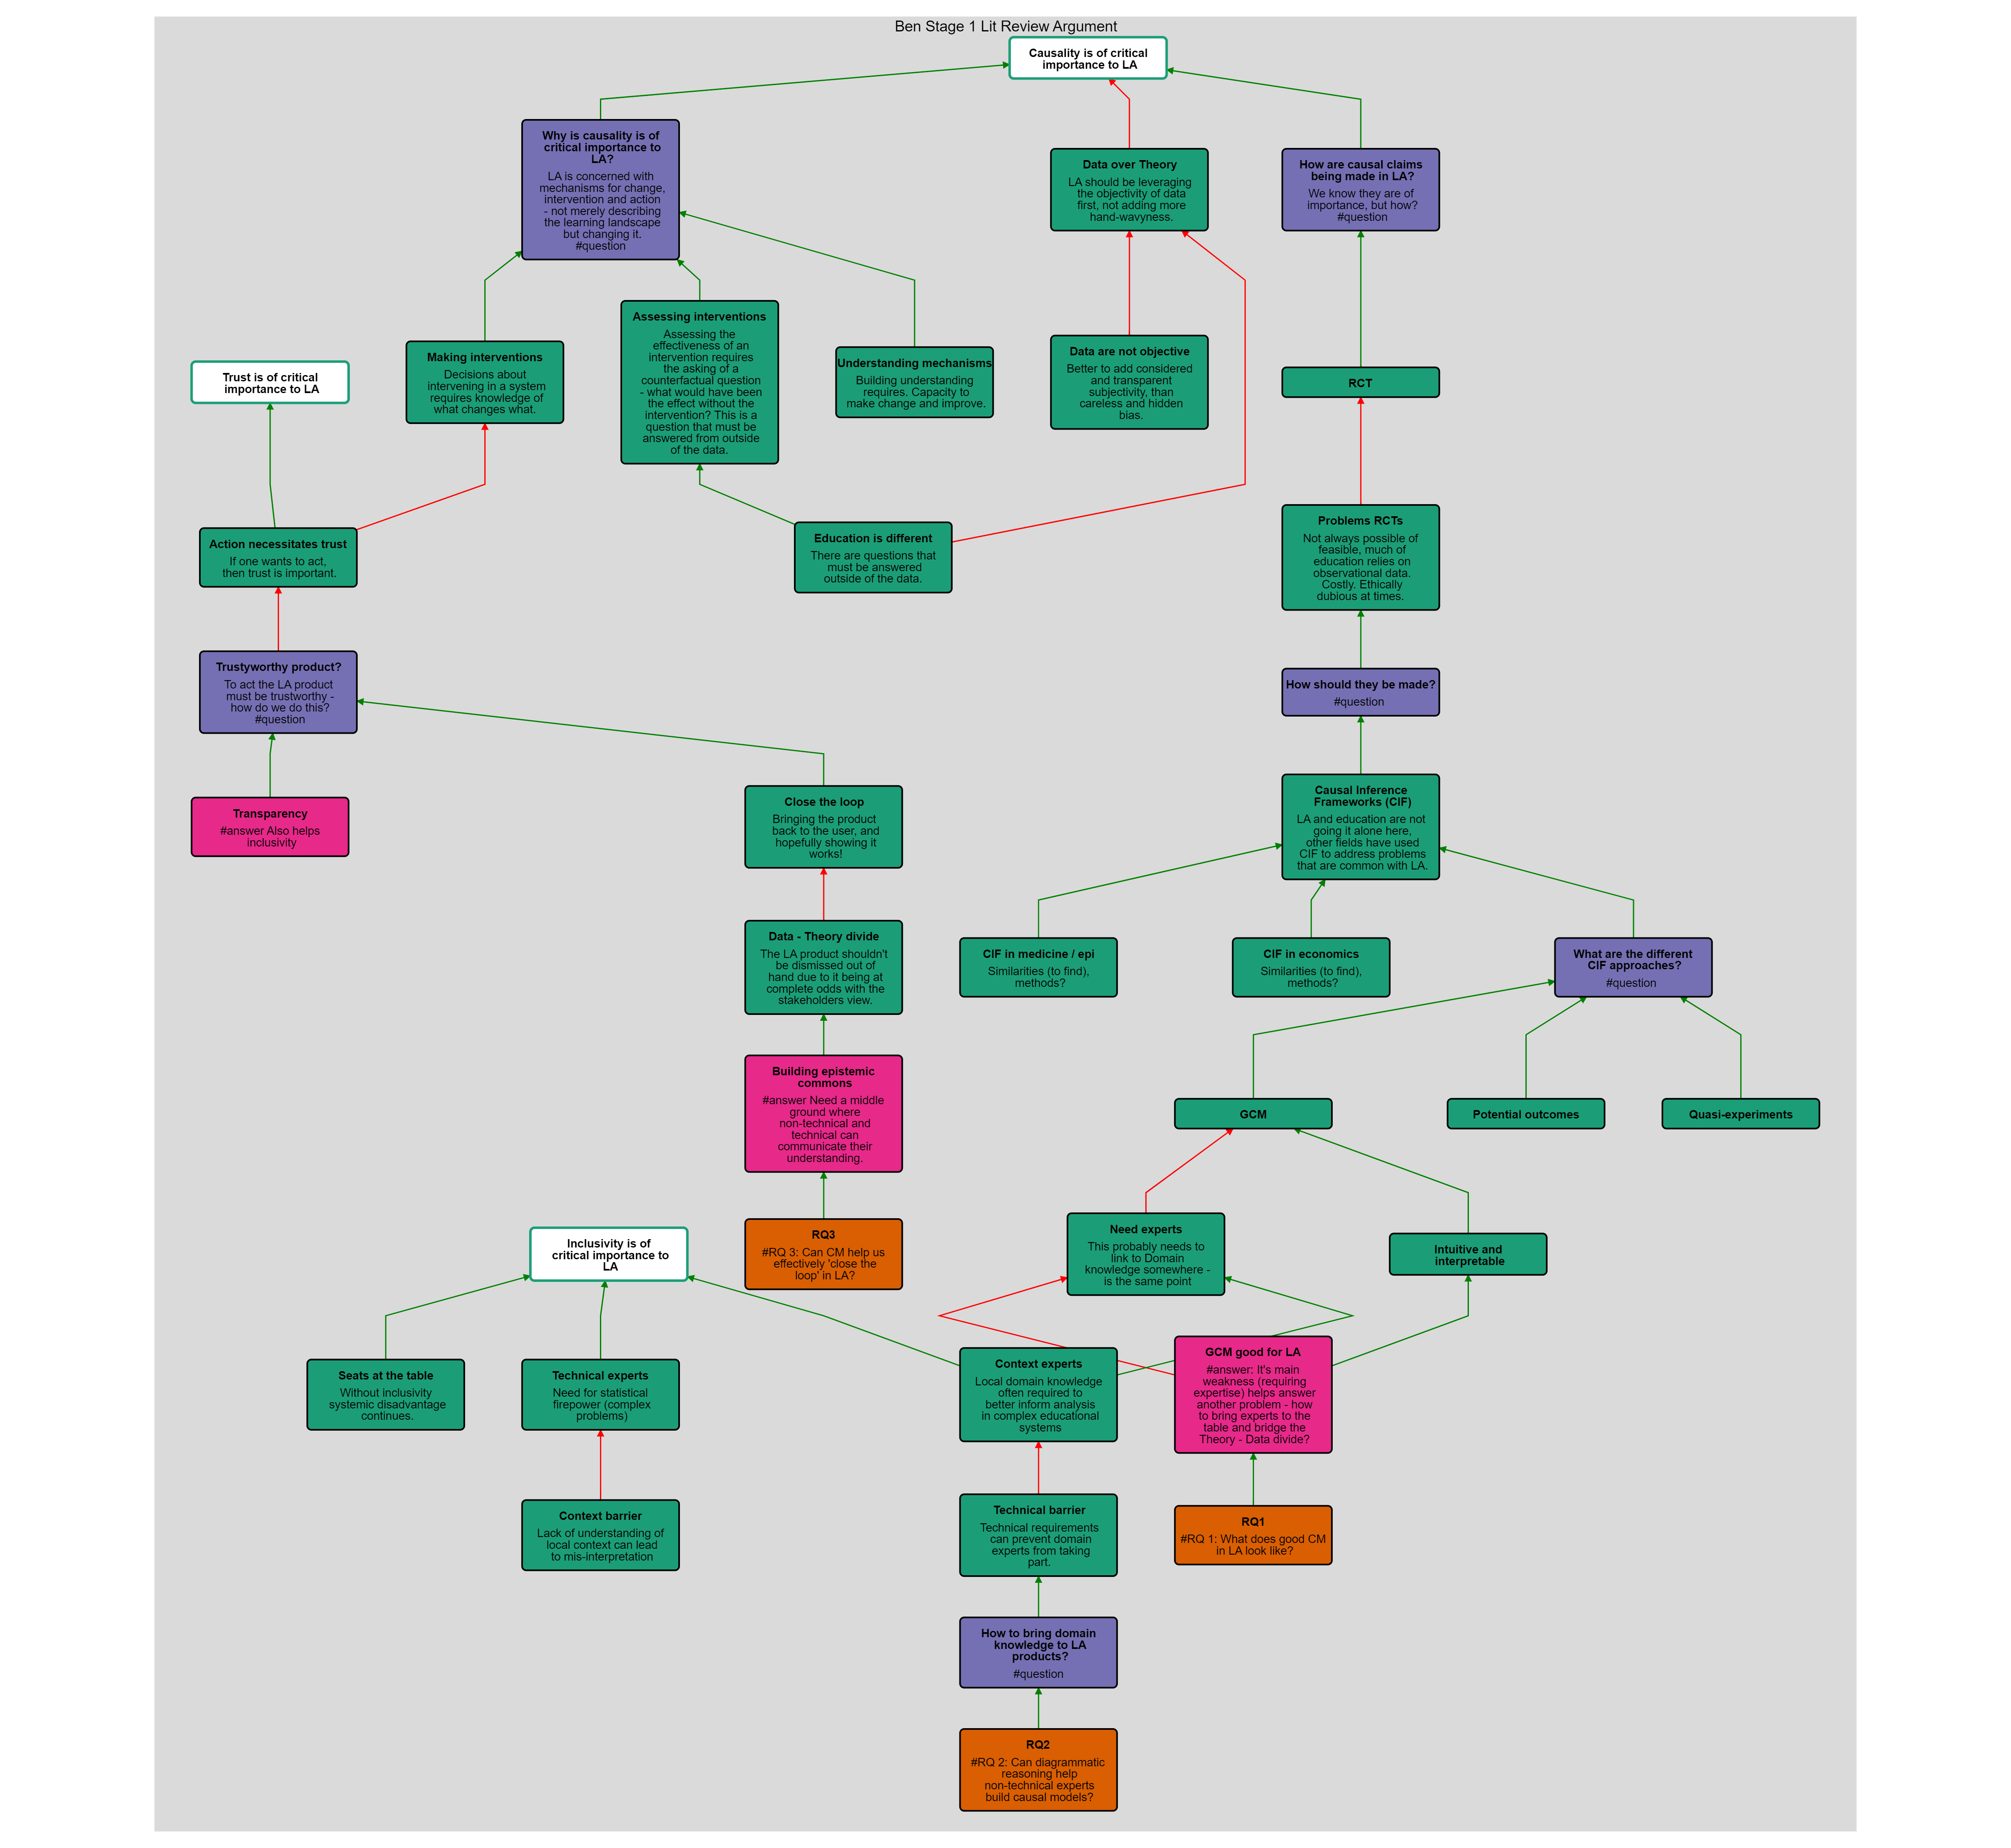 Ben Stage 1 Lit Review Argument
Causality is of critical
importance to LA
Why is causality is of
critical importance to
LA?
LA is concerned with
mechanisms for change,
intervention and action
- not merely describing
the learning landscape
but changing it.
#question
Data over Theory
LA should be leveraging
the objectivity of data
first, not adding more
hand-wavyness.
How are causal claims
being made in LA?
We know they are of
importance, but how?
#question
Trust is of critical
importance to LA
Making interventions
Decisions about
intervening in a system
requires knowledge of
what changes what.
Assessing interventions
Assessing the
effectiveness of an
intervention requires
the asking of a
counterfactual question
- what would have been
the effect without the
intervention? This is a
question that must be
answered from outside
of the data.
Understanding mechanisms
Building understanding
requires. Capacity to
make change and improve.
Data are not objective
Better to add considered
and transparent
subjectivity, than
careless and hidden
bias.
RCT
Action necessitates trust
If one wants to act,
then trust is important.
Education is different
There are questions that
must be answered
outside of the data.
Problems RCTs
Not always possible of
feasible, much of
education relies on
observational data.
Costly. Ethically
dubious at times.
Trustyworthy product?
To act the LA product
must be trustworthy -
how do we do this?
#question
How should they be made?
#question
Transparency
#answer Also helps
inclusivity
Close the loop
Bringing the product
back to the user, and
hopefully showing it
works!
Causal Inference
Frameworks (CIF)
LA and education are not
going it alone here,
other fields have used
CIF to address problems
that are common with LA.
Data - Theory divide
The LA product shouldn't
be dismissed out of
hand due to it being at
complete odds with the
stakeholders view.
CIF in medicine / epi
Similarities (to find),
methods?
CIF in economics
Similarities (to find),
methods?
What are the different
CIF approaches?
#question
Building epistemic
commons
#answer Need a middle
ground where
non-technical and
technical can
communicate their
understanding.
GCM
Potential outcomes
Quasi-experiments
Inclusivity is of
critical importance to
LA
RQ3
#RQ 3: Can CM help us
effectively 'close the
loop' in LA?
Need experts
This probably needs to
link to Domain
knowledge somewhere -
is the same point
Intuitive and
interpretable
Seats at the table
Without inclusivity
systemic disadvantage
continues.
Technical experts
Need for statistical
firepower (complex
problems)
Context experts
Local domain knowledge
often required to
better inform analysis
in complex educational
systems
GCM good for LA
#answer: It's main
weakness (requiring
expertise) helps answer
another problem - how
to bring experts to the
table and bridge the
Theory - Data divide?
Context barrier
Lack of understanding of
local context can lead
to mis-interpretation
Technical barrier
Technical requirements
can prevent domain
experts from taking
part.
RQ1
#RQ 1: What does good CM
in LA look like?
How to bring domain
knowledge to LA
products?
#question
RQ2
#RQ 2: Can diagrammatic
reasoning help
non-technical experts
build causal models?